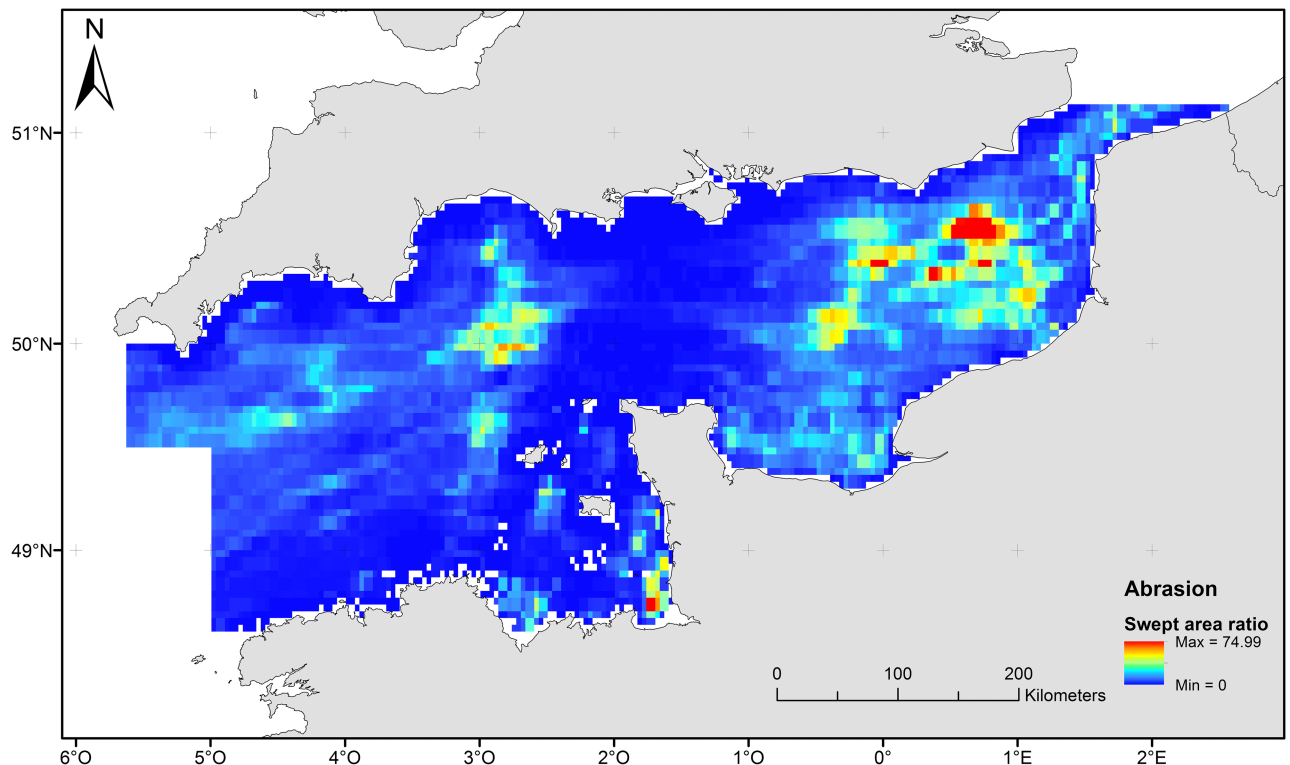 N
51°N
50°N
49°N
Abrasion
Swept area ratio
Max = 74.99
Min = 0
0 100 200
Kilometers
6°O 5°O 4°O 3°O 2°O 1°O 0° 1°E 2°E